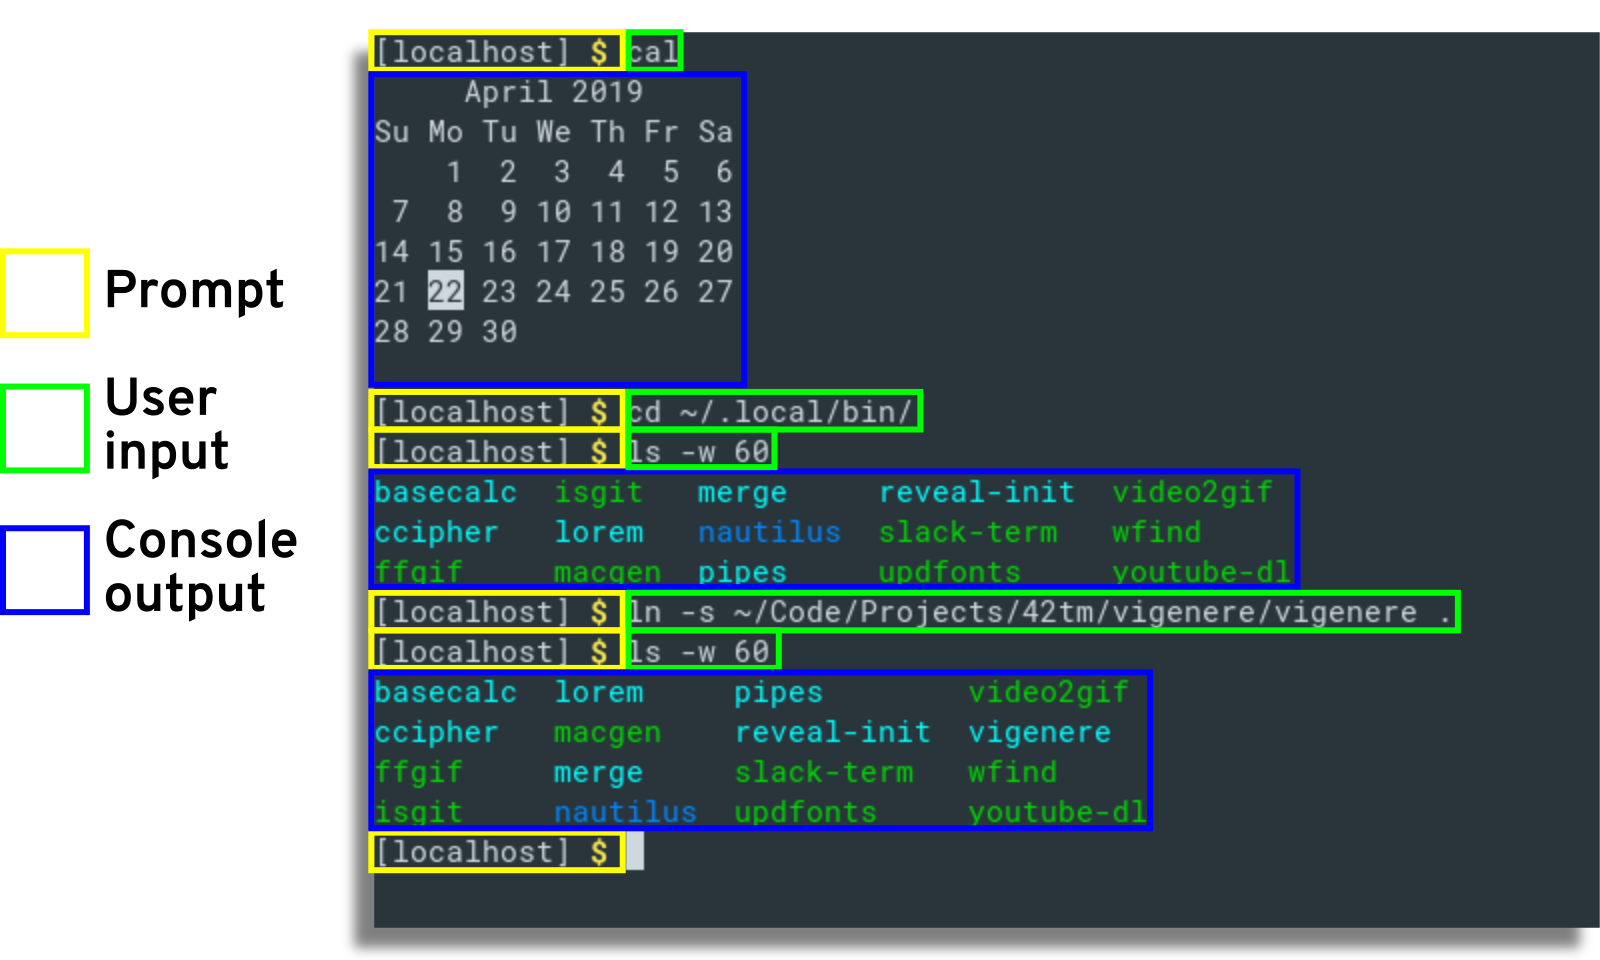 [localhost] $ cal
April 2019
Su Mo Tu We Th Fr Sa
1 2 3 4 5 6
7 8 9 10 11 12 13
14 15 16 17 18 19 20
21 22 23 24 25 26 27
28 29 30
[localhost] $ cd ~/.local/bin/
[localhost] $ ls -w 60
basecalc isgit merge reveal-init video2gif
ccipher lorem nautilus slack-term wfind
ffgif macgen pipes updfonts youtube-dl
[localhost] $ ln -s ~/Code/Projects/42tm/vigenere/vigenere .
[localhost] $ ls -w 60
basecalc lorem pipes video2gif
ccipher macgen reveal-init vigenere
ffgif merge slack-term wfind
isgit nautilus updfonts youtube-dl
[localhost] $
Prompt
User
input
Console
output